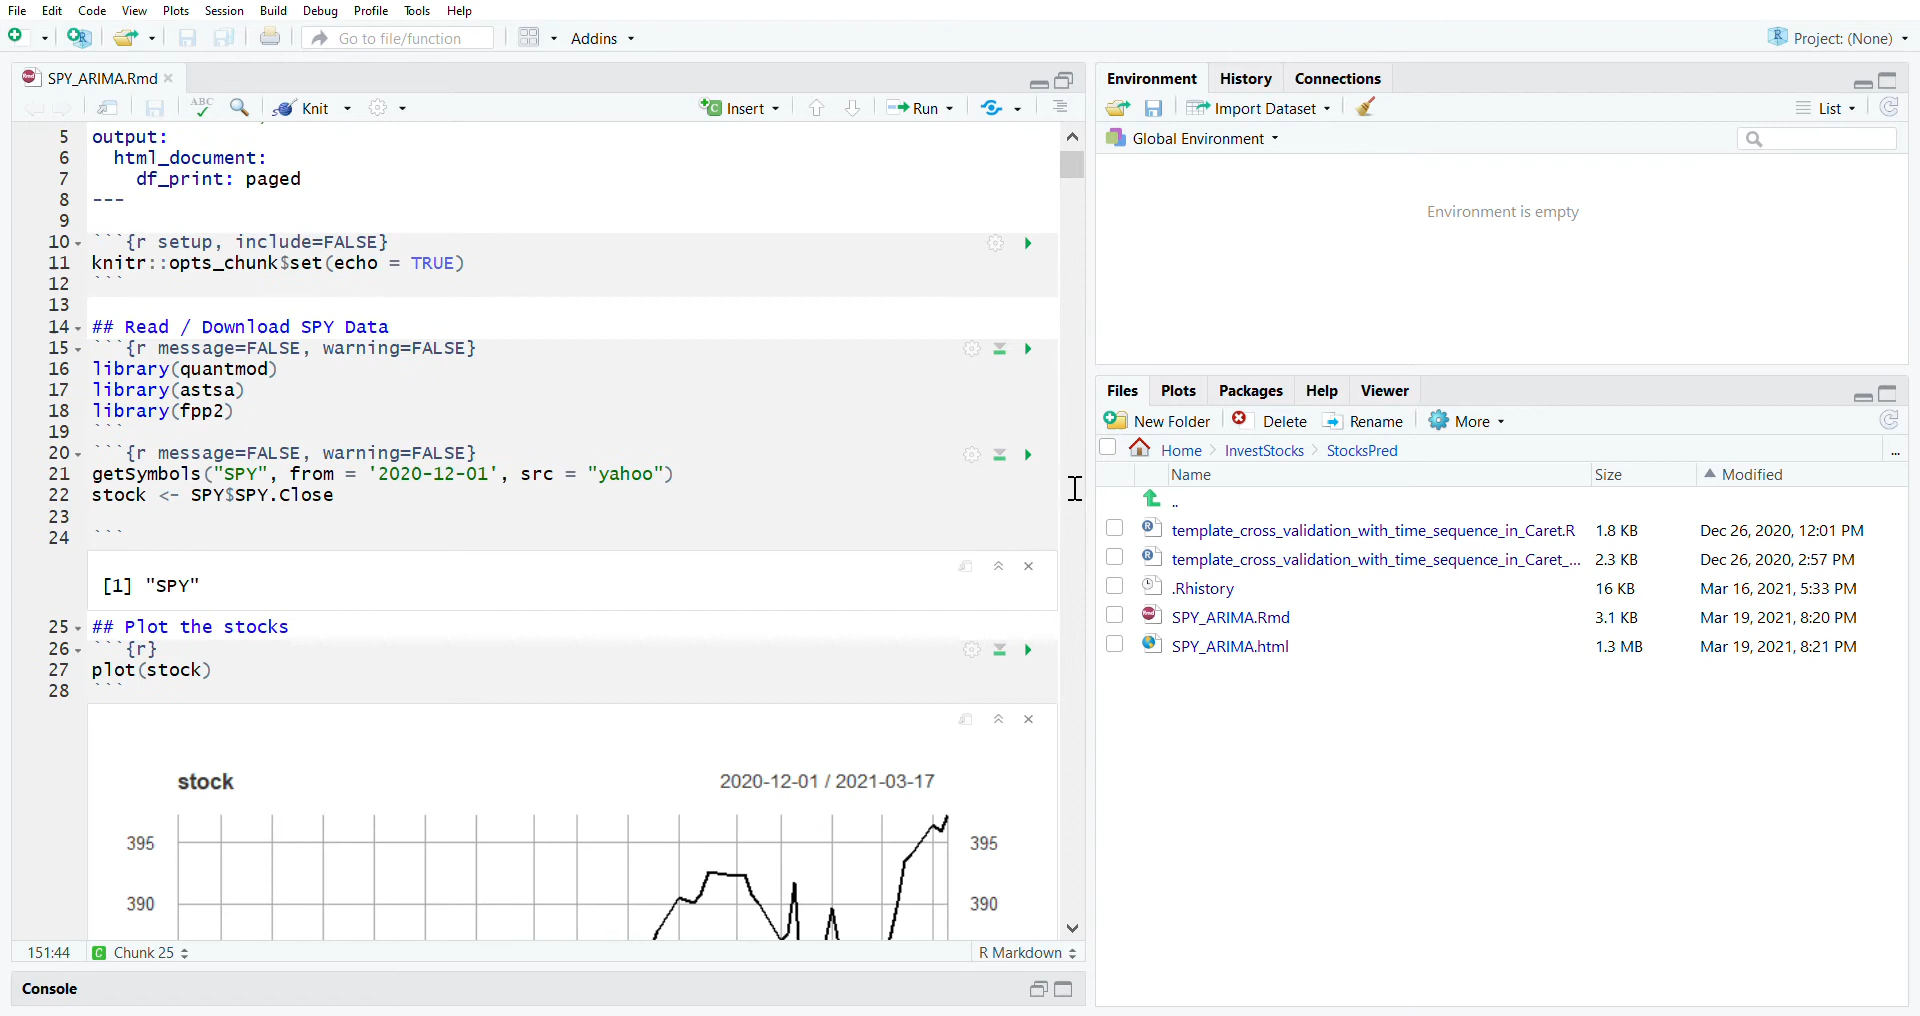 File Edit Code View Plots Session Build Debug Profile Tools Help
Go to file/function Addins Project: (None)
SPY_ARIMA.Rmd
ABC Knit Insert Run
5 output:
6 html_document:
7 df_print: paged
8 ---
9
10 ```{r setup, include=FALSE}
11 knitr::opts_chunk$set(echo = TRUE)
12 ```
13
14 ## Read / Download SPY Data
15 ```{r message=FALSE, warning=FALSE}
16 library(quantmod)
17 library(astsa)
18 library(fpp2)
19 ```
20 ```{r message=FALSE, warning=FALSE}
21 getSymbols("SPY", from = '2020-12-01', src = "yahoo")
22 stock <- SPY$SPY.Close
23
24 ```
[1] "SPY"
25 ## Plot the stocks
26 ```{r}
27 plot(stock)
28 ```
stock 2020-12-01 / 2021-03-17
395 395
390 390
151:44 C Chunk 25 R Markdown
Console
Environment History Connections
Import Dataset List
Global Environment
Environment is empty
Files Plots Packages Help Viewer
New Folder Delete Rename More
Home InvestStocks StocksPred ...
Name Size Modified
..
template_cross_validation_with_time_sequence_in_Caret.R 1.8 KB Dec 26, 2020, 12:01 PM
template_cross_validation_with_time_sequence_in_Caret_... 2.3 KB Dec 26, 2020, 2:57 PM
.Rhistory 16 KB Mar 16, 2021, 5:33 PM
SPY_ARIMA.Rmd 3.1 KB Mar 19, 2021, 8:20 PM
SPY_ARIMA.html 1.3 MB Mar 19, 2021, 8:21 PM